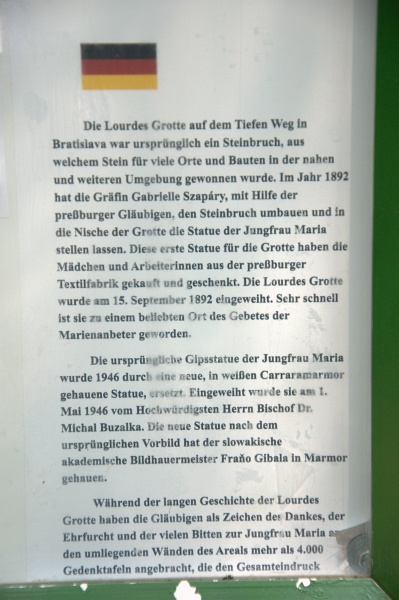 Die Lourdes Grotte auf dem Tiefen Weg in
Bratislava war ursprünglich ein Steinbruch, aus
welchem Stein für viele Orte und Bauten in der nahen
und weiteren Umgebung gewonnen wurde. Im Jahr 1892
hat die Gräfin Gabrielle Szapáry, mit Hilfe der
preßburger Gläubigen, den Steinbruch umbauen und in
die Nische der Grotte die Statue der Jungfrau Maria
stellen lassen. Diese erste Statue für die Grotte haben die
Mädchen und Arbeiterinnen aus der preßburger
Textilfabrik gekauft und geschenkt. Die Lourdes Grotte
wurde am 15. September 1892 eingeweiht. Sehr schnell
ist sie zu einem beliebten Ort des Gebetes der
Marienanbeter geworden.
Die ursprüngliche Gipsstatue der Jungfrau Maria
wurde 1946 durch eine neue, in weißen Carraramarmor
gehauene Statue, ersetzt. Eingeweiht wurde sie am 1.
Mai 1946 vom Hochwürdigsten Herrn Bischof Dr.
Michal Buzalka. Die neue Statue nach dem
ursprünglichen Vorbild hat der slowakische
akademische Bildhauermeister Fraňo Gibala in Marmor
gehauen.
Während der langen Geschichte der Lourdes
Grotte haben die Gläubigen als Zeichen des Dankes, der
Ehrfurcht und der vielen Bitten zur Jungfrau Maria
den umliegenden Wänden des Areals mehr als 4.000
Gedenktafeln angebracht, die den Gesamteindruck